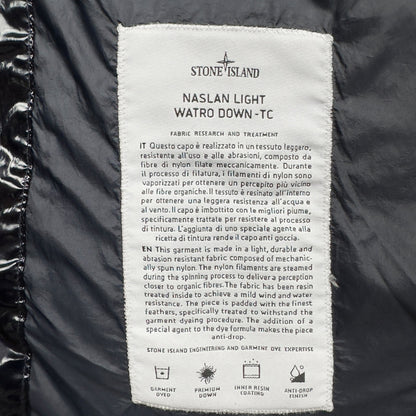 STONE ISLAND
NASLAN LIGHT
WATRO DOWN -TC
FABRIC RESEARCH AND TREATMENT
IT Questo capo è realizzato in un tessuto leggero,
resistente all'uso e alle abrasioni, composto da
fibre di nylon filate meccanicamente. Durante
il processo di filatura, i filamenti di nylon sono
vaporizzati per ottenere un percepito più vicino
alle fibre organiche. Il tessuto è resinato all'interno
per ottenere una leggera resistenza all'acqua e
al vento. Il capo è imbottito con le migliori piume,
specificamente trattate per resistere al processo
di tintura. L'aggiunta di uno speciale agente alla
ricetta di tintura rende il capo anti goccia.
EN This garment is made in a light, durable and
abrasion resistant fabric composed of mechanic-
ally spun nylon. The nylon filaments are steamed
during the spinning process to deliver a perception
closer to organic fibres. The fabric has been resin
treated inside to achieve a mild wind and water
resistance. The piece is padded with the finest
feathers, specifically treated to withstand the
garment dyeing procedure. The addition of a
special agent to the dye formula makes the piece
anti-drop.
STONE ISLAND ENGINEERING AND GARMENT DYE EXPERTISE
GARMENT DYED
PREMIUM DOWN
INNER RESIN COATING
ANTI-DROP FINISH